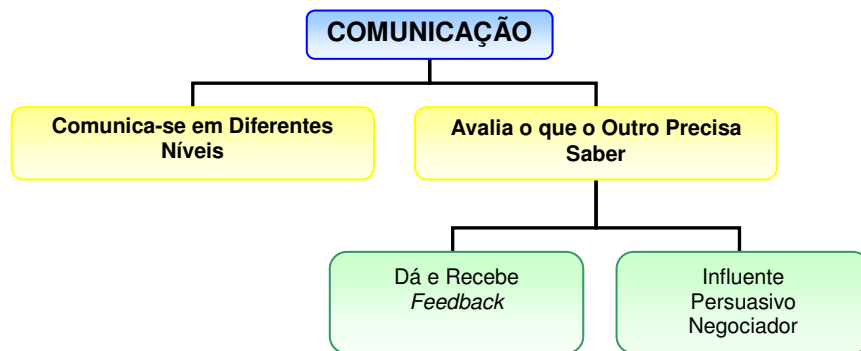 COMUNICAÇÃO
Comunica-se em Diferentes
Níveis
Avalia o que o Outro Precisa
Saber
Dá e Recebe
Feedback
Influente
Persuasivo
Negociador